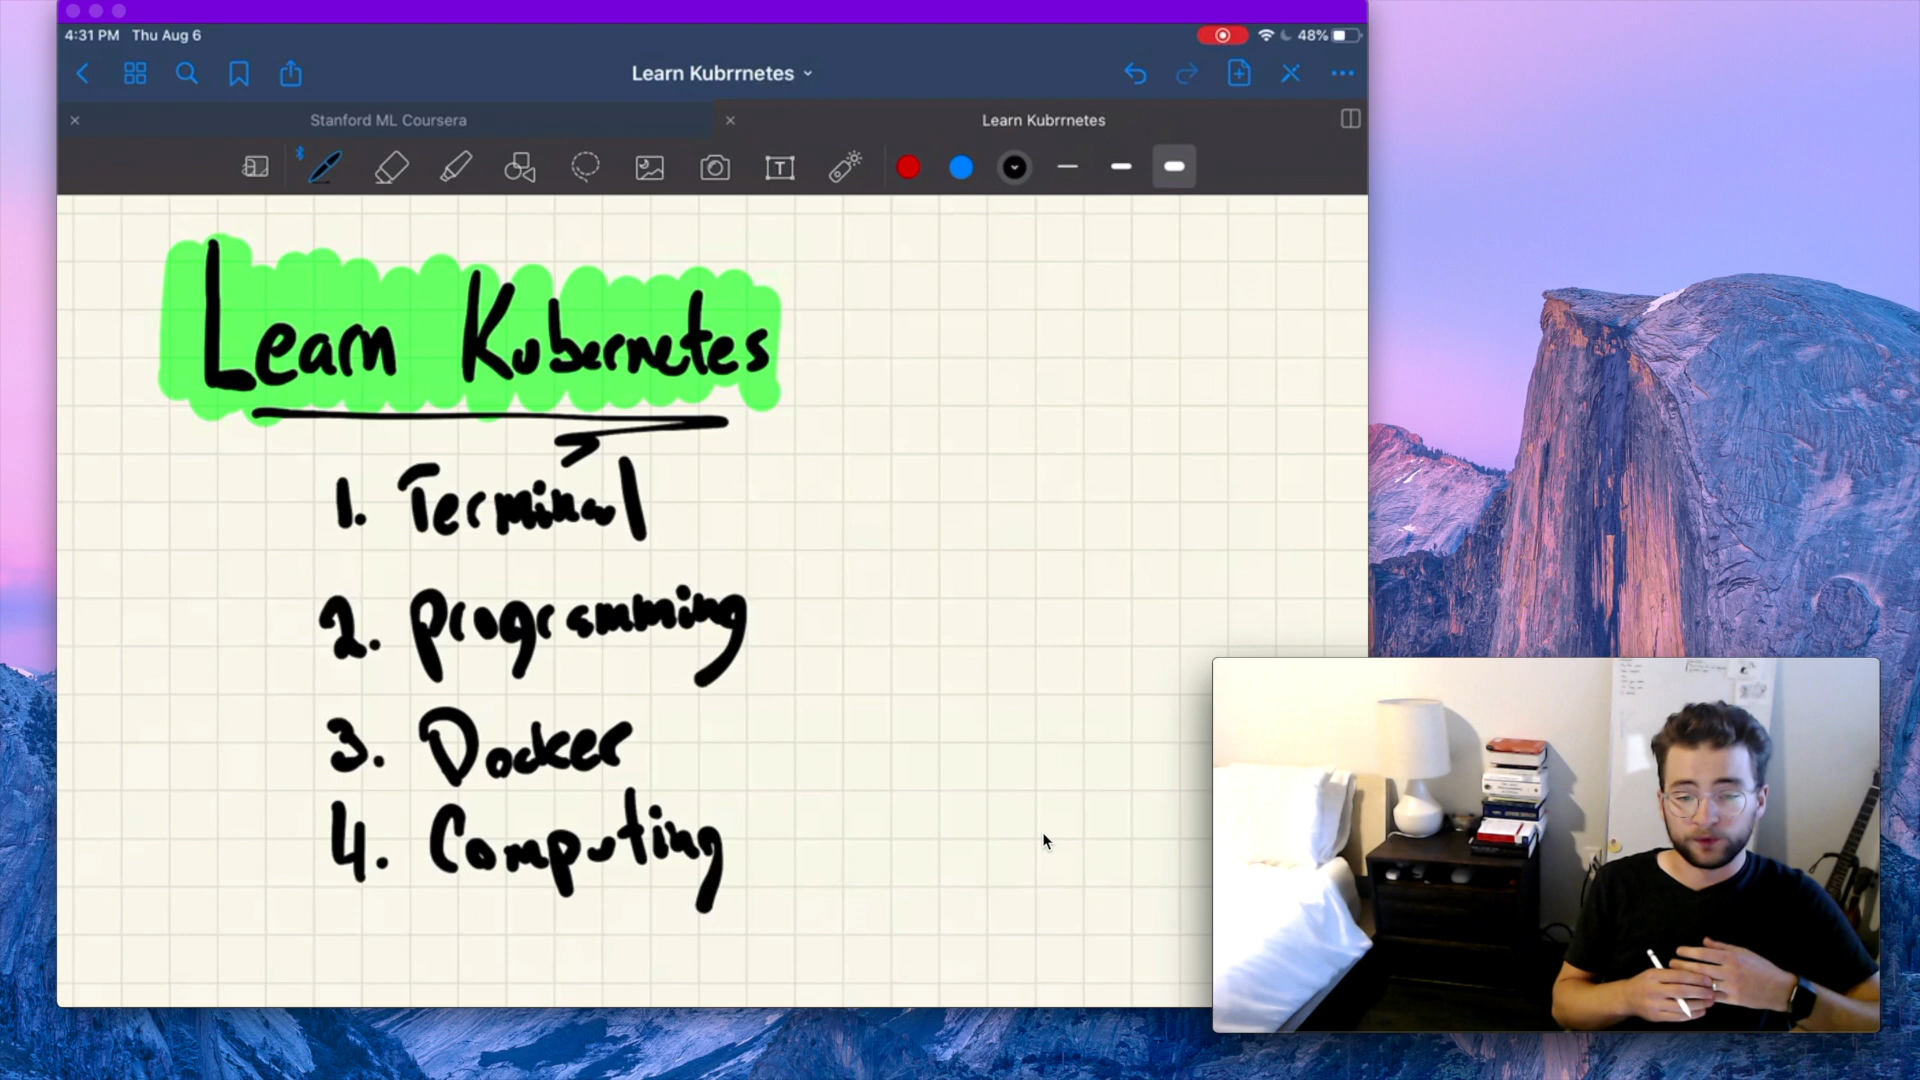 4:31 PM Thu Aug 6
48%
Learn Kubrrnetes
Stanford ML Coursera
Learn Kubrrnetes
T
Learn Kubernetes
1. Terminal
2. Programming
3. Docker
4. Computing